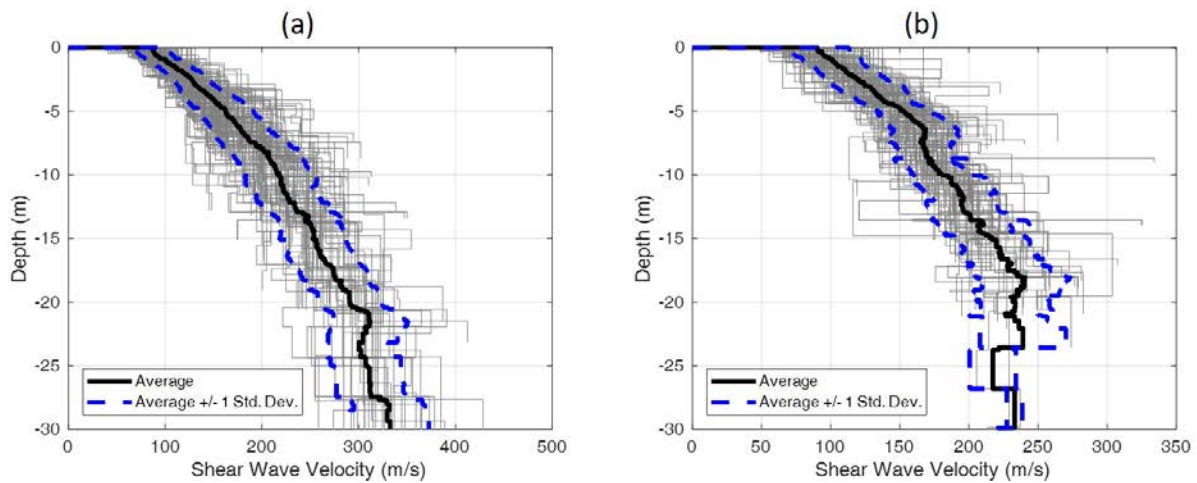 (a)
0
-5
-10
-15
-20
-25
-30
Depth (m)
Average
Average +/- 1 Std. Dev.
0 100 200 300 400 500
Shear Wave Velocity (m/s)
(b)
0
-5
-10
-15
-20
-25
-30
Depth (m)
Average
Average +/- 1 Std. Dev.
0 50 100 150 200 250 300 350
Shear Wave Velocity (m/s)